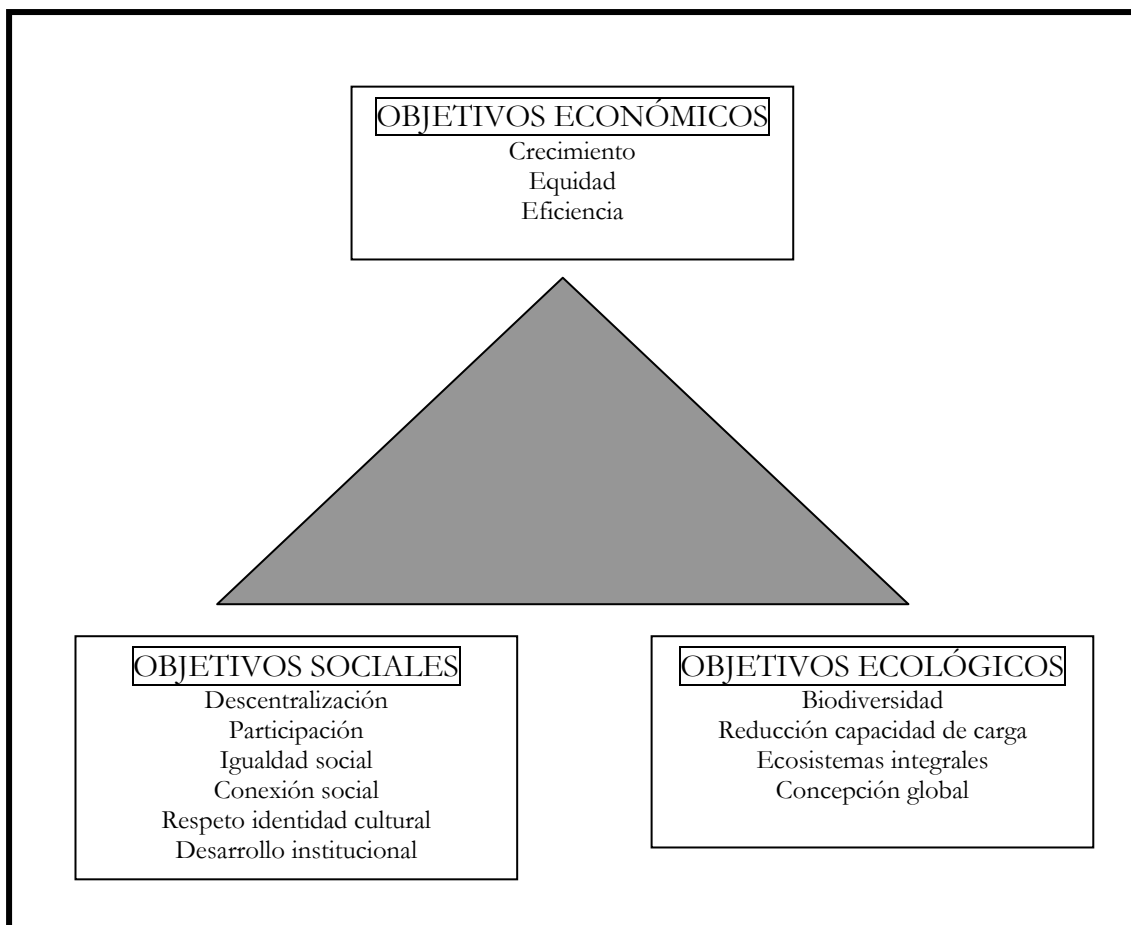 OBJETIVOS ECONÓMICOS
Crecimiento
Equidad
Eficiencia
OBJETIVOS SOCIALES
Descentralización
Participación
Igualdad social
Conexión social
Respeto identidad cultural
Desarrollo institucional
OBJETIVOS ECOLÓGICOS
Biodiversidad
Reducción capacidad de carga
Ecosistemas integrales
Concepción global